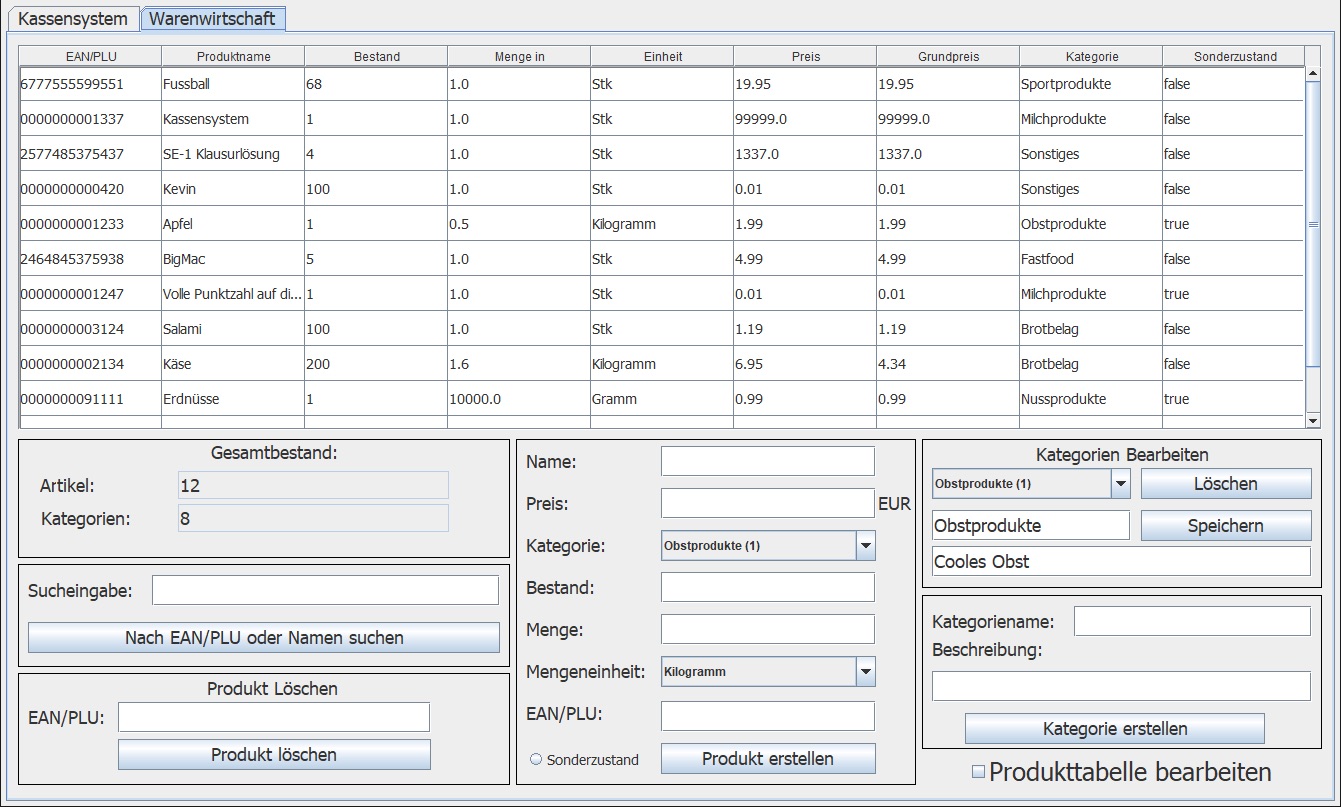 Kassensystem Warenwirtschaft
EAN/PLU Produktname Bestand Menge in Einheit Preis Grundpreis Kategorie Sonderzustand
6777555599551 Fussball 68 1.0 Stk 19.95 19.95 Sportprodukte false
0000000001337 Kassensystem 1 1.0 Stk 99999.0 99999.0 Milchprodukte false
2577485375437 SE-1 Klausurlösung 4 1.0 Stk 1337.0 1337.0 Sonstiges false
0000000000420 Kevin 100 1.0 Stk 0.01 0.01 Sonstiges false
0000000001233 Apfel 1 0.5 Kilogramm 1.99 1.99 Obstprodukte true
2464845375938 BigMac 5 1.0 Stk 4.99 4.99 Fastfood false
0000000001247 Volle Punktzahl auf di... 1 1.0 Stk 0.01 0.01 Milchprodukte true
0000000003124 Salami 100 1.0 Stk 1.19 1.19 Brotbelag false
0000000002134 Käse 200 1.6 Kilogramm 6.95 4.34 Brotbelag false
0000000091111 Erdnüsse 1 10000.0 Gramm 0.99 0.99 Nussprodukte true
Gesamtbestand:
Artikel: 12
Kategorien: 8
Sucheingabe:
Nach EAN/PLU oder Namen suchen
Produkt Löschen
EAN/PLU:
Produkt löschen
Name:
Preis: EUR
Kategorie: Obstprodukte (1)
Bestand:
Menge:
Mengeneinheit: Kilogramm
EAN/PLU:
Sonderzustand Produkt erstellen
Kategorien Bearbeiten
Obstprodukte (1) Löschen
Obstprodukte Speichern
Cooles Obst
Kategoriename:
Beschreibung:
Kategorie erstellen
Produkttabelle bearbeiten